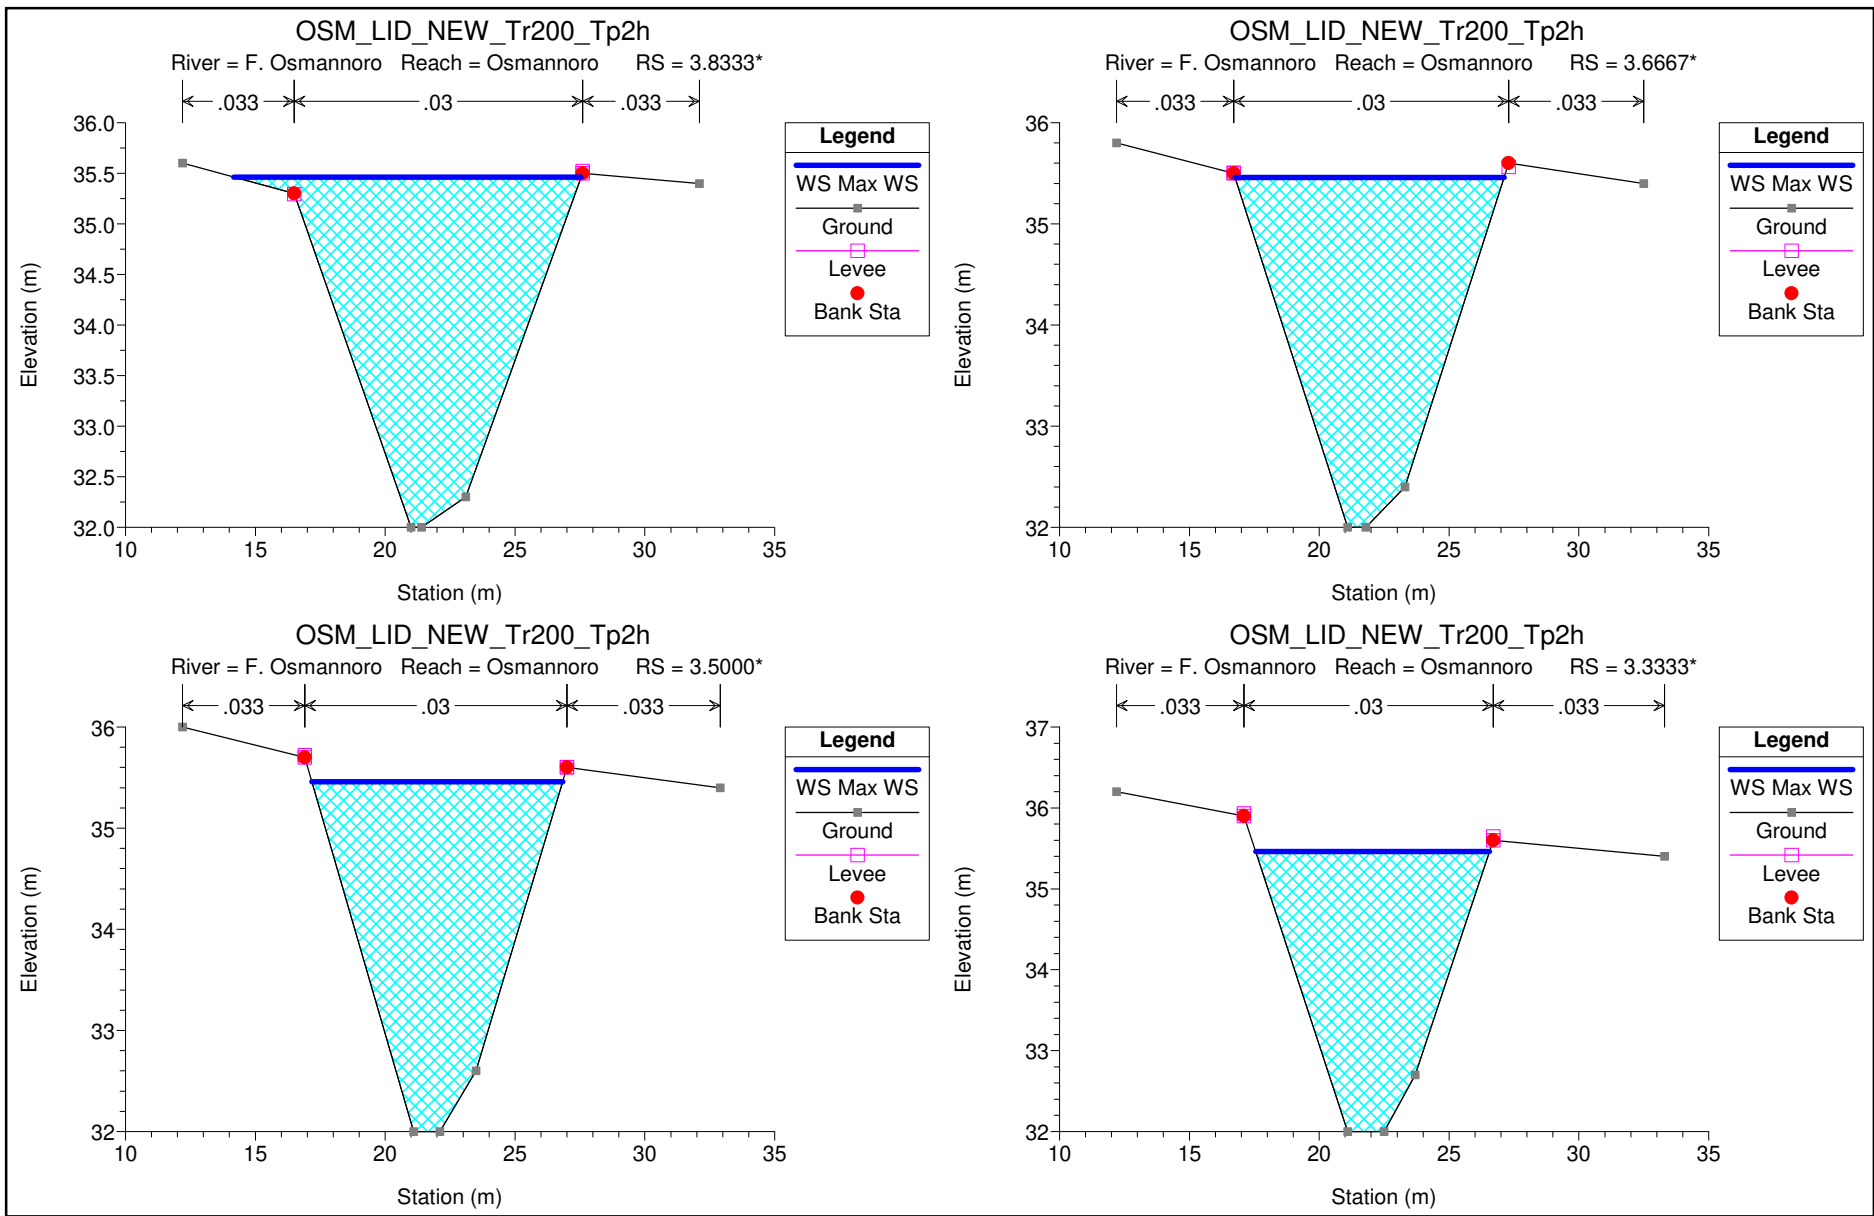 OSM_LID_NEW_Tr200_Tp2h
River = F. Osmannoro Reach = Osmannoro RS = 3.8333*
.033 .03 .033
36.0
35.5
35.0
34.5
34.0
33.5
33.0
32.5
32.0
Elevation (m)
10 15 20 25 30 35
Station (m)
Legend
WS Max WS
Ground
Levee
Bank Sta
OSM_LID_NEW_Tr200_Tp2h
River = F. Osmannoro Reach = Osmannoro RS = 3.6667*
.033 .03 .033
36
35
34
33
32
Elevation (m)
10 15 20 25 30 35
Station (m)
Legend
WS Max WS
Ground
Levee
Bank Sta
OSM_LID_NEW_Tr200_Tp2h
River = F. Osmannoro Reach = Osmannoro RS = 3.5000*
.033 .03 .033
36
35
34
33
32
Elevation (m)
10 15 20 25 30 35
Station (m)
Legend
WS Max WS
Ground
Levee
Bank Sta
OSM_LID_NEW_Tr200_Tp2h
River = F. Osmannoro Reach = Osmannoro RS = 3.3333*
.033 .03 .033
37
36
35
34
33
32
Elevation (m)
10 15 20 25 30 35
Station (m)
Legend
WS Max WS
Ground
Levee
Bank Sta